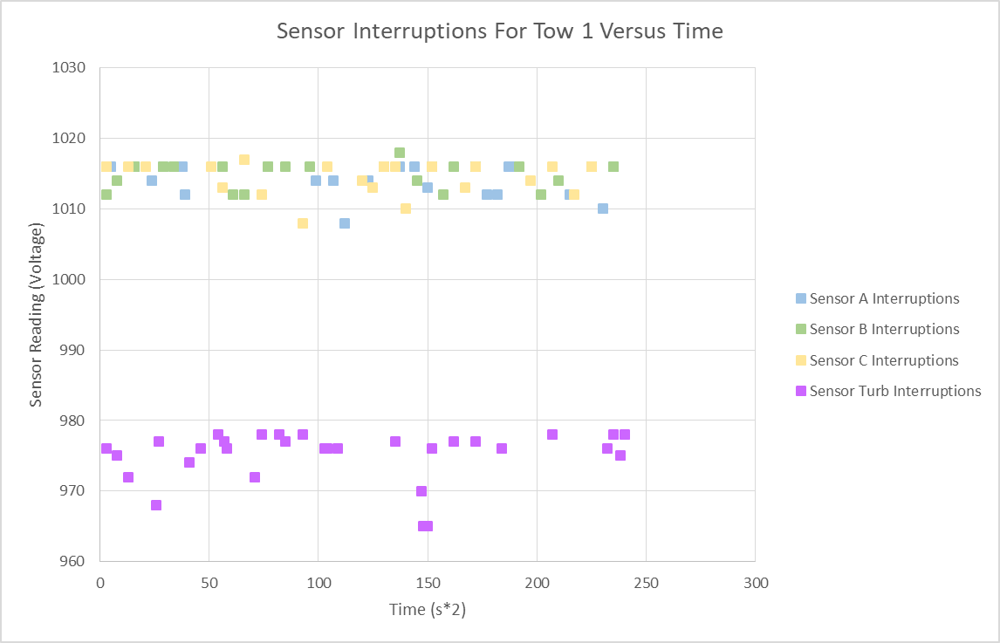 Sensor Interruptions For Tow 1 Versus Time
1030
1020
1010
1000
990
980
970
960
0 50 100 150 200 250 300
Sensor Reading (Voltage)
Time (s*2)
Sensor A Interruptions
Sensor B Interruptions
Sensor C Interruptions
Sensor Turb Interruptions